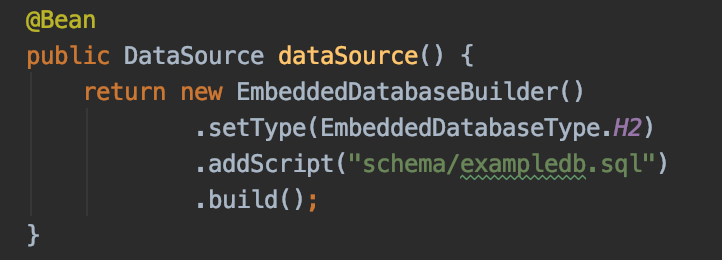 @Bean
public DataSource dataSource() {
return new EmbeddedDatabaseBuilder()
.setType(EmbeddedDatabaseType.H2)
.addScript("schema/exampledb.sql")
.build();
}